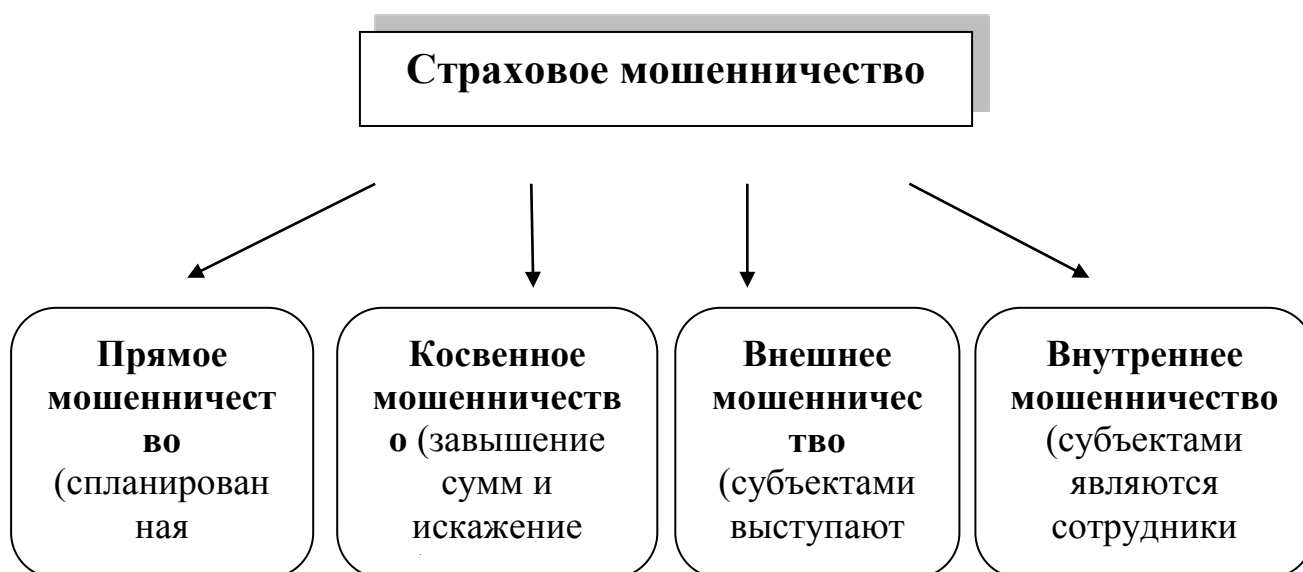 Страховое мошенничество
Прямое
мошенничест
во
(спланирован
ная
Косвенное
мошенничеств
о (завышение
сумм и
искажение
Внешнее
мошенничес
тво
(субъектами
выступают
Внутреннее
мошенничество
(субъектами
являются
сотрудники